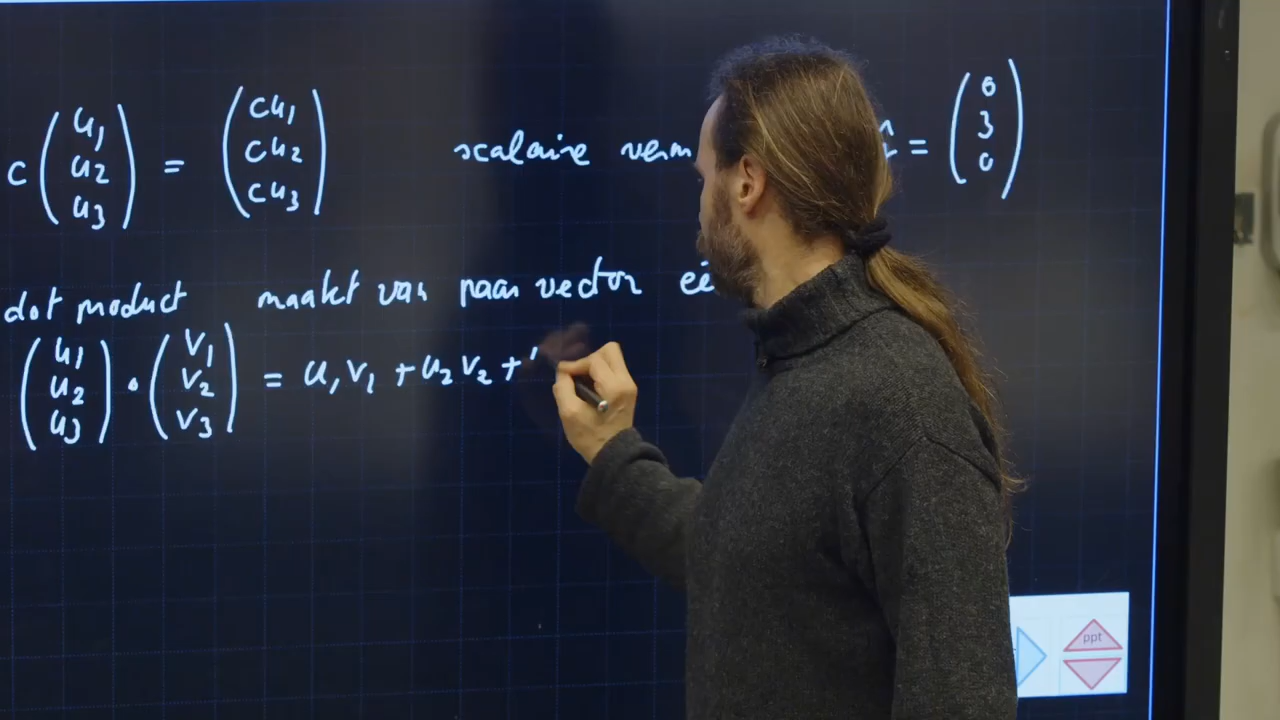 c (u1 u2 u3) = (cu1 cu2 cu3) scalaire verm = (0 3 0)
dot product maakt van paar vector eé
(u1 u2 u3) • (v1 v2 v3) = u1v1 + u2v2 +
ppt